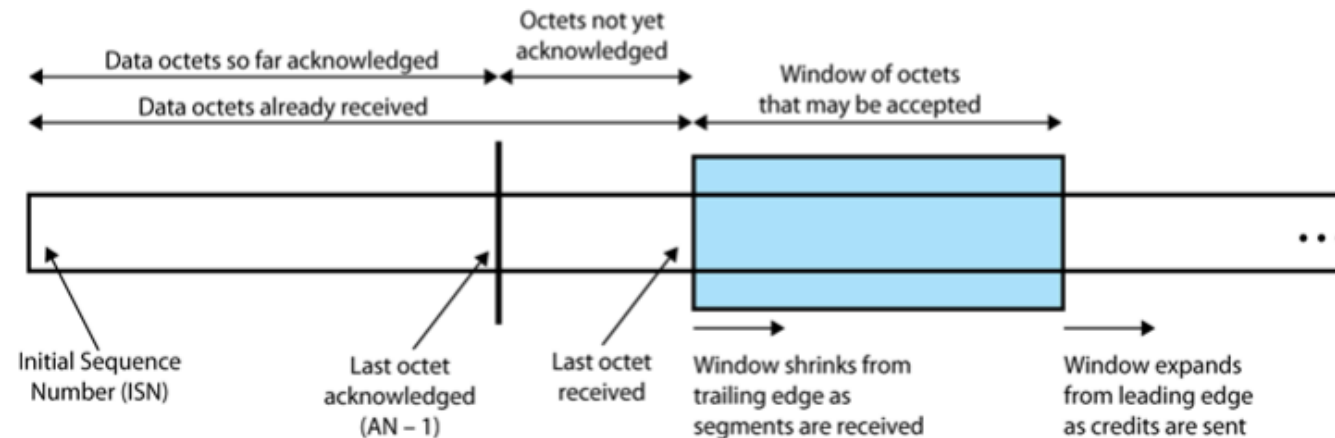 Octets not yet
acknowledged
Data octets so far acknowledged
Window of octets
that may be accepted
Data octets already received
...
Initial Sequence
Number (ISN)
Last octet
acknowledged
(AN – 1)
Last octet
received
Window shrinks from
trailing edge as
segments are received
Window expands
from leading edge
as credits are sent